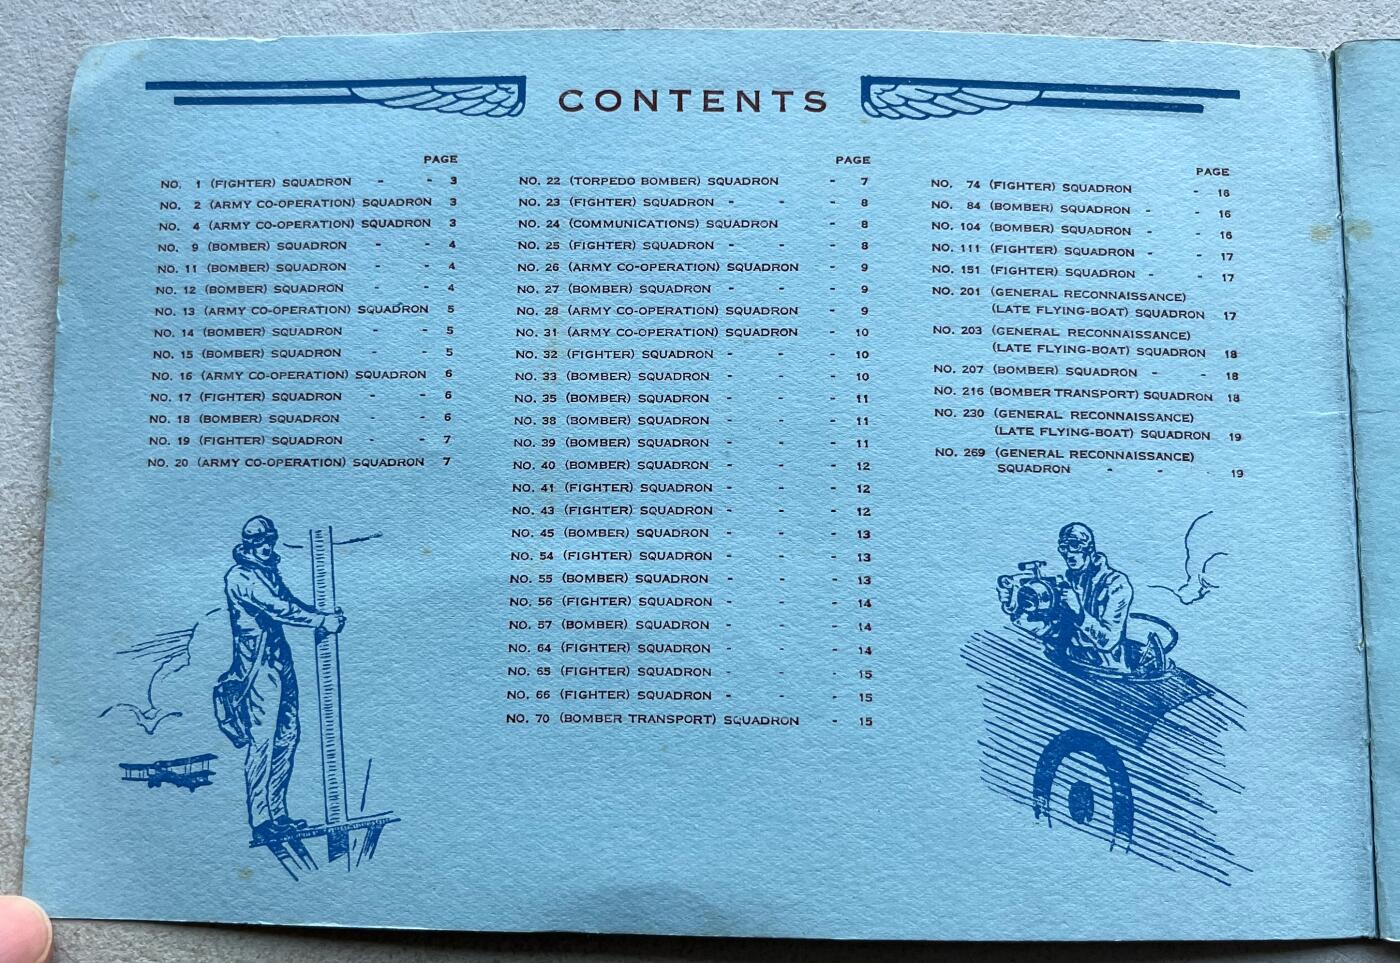 CONTENTS
PAGE
NO. 1 (FIGHTER) SQUADRON - - 3
NO. 2 (ARMY CO-OPERATION) SQUADRON 3
NO. 4 (ARMY CO-OPERATION) SQUADRON 3
NO. 9 (BOMBER) SQUADRON - - 4
NO. 11 (BOMBER) SQUADRON - - 4
NO. 12 (BOMBER) SQUADRON - - 4
NO. 13 (ARMY CO-OPERATION) SQUADRON 5
NO. 14 (BOMBER) SQUADRON - - 5
NO. 15 (BOMBER) SQUADRON - - 5
NO. 16 (ARMY CO-OPERATION) SQUADRON 6
NO. 17 (FIGHTER) SQUADRON - - 6
NO. 18 (BOMBER) SQUADRON - - 6
NO. 19 (FIGHTER) SQUADRON - - 7
NO. 20 (ARMY CO-OPERATION) SQUADRON 7
PAGE
NO. 22 (TORPEDO BOMBER) SQUADRON - 7
NO. 23 (FIGHTER) SQUADRON - - - 8
NO. 24 (COMMUNICATIONS) SQUADRON - 8
NO. 25 (FIGHTER) SQUADRON - - - 8
NO. 26 (ARMY CO-OPERATION) SQUADRON - 9
NO. 27 (BOMBER) SQUADRON - - - 9
NO. 28 (ARMY CO-OPERATION) SQUADRON - 9
NO. 31 (ARMY CO-OPERATION) SQUADRON - 10
NO. 32 (FIGHTER) SQUADRON - - - 10
NO. 33 (BOMBER) SQUADRON - - - 10
NO. 35 (BOMBER) SQUADRON - - - 11
NO. 38 (BOMBER) SQUADRON - - - 11
NO. 39 (BOMBER) SQUADRON - - - 11
NO. 40 (BOMBER) SQUADRON - - - 12
NO. 41 (FIGHTER) SQUADRON - - - 12
NO. 43 (FIGHTER) SQUADRON - - - 12
NO. 45 (BOMBER) SQUADRON - - - 13
NO. 54 (FIGHTER) SQUADRON - - - 13
NO. 55 (BOMBER) SQUADRON - - - 13
NO. 56 (FIGHTER) SQUADRON - - - 14
NO. 57 (BOMBER) SQUADRON - - - 14
NO. 64 (FIGHTER) SQUADRON - - - 14
NO. 65 (FIGHTER) SQUADRON - - - 15
NO. 66 (FIGHTER) SQUADRON - - - 15
NO. 70 (BOMBER TRANSPORT) SQUADRON - 15
PAGE
NO. 74 (FIGHTER) SQUADRON - 16
NO. 84 (BOMBER) SQUADRON - - 16
NO. 104 (BOMBER) SQUADRON - - 16
NO. 111 (FIGHTER) SQUADRON - - 17
NO. 151 (FIGHTER) SQUADRON - - 17
NO. 201 (GENERAL RECONNAISSANCE)
(LATE FLYING-BOAT) SQUADRON 17
NO. 203 (GENERAL RECONNAISSANCE)
(LATE FLYING-BOAT) SQUADRON 18
NO. 207 (BOMBER) SQUADRON - - 18
NO. 216 (BOMBER TRANSPORT) SQUADRON 18
NO. 230 (GENERAL RECONNAISSANCE)
(LATE FLYING-BOAT) SQUADRON 19
NO. 269 (GENERAL RECONNAISSANCE)
SQUADRON - - - 19